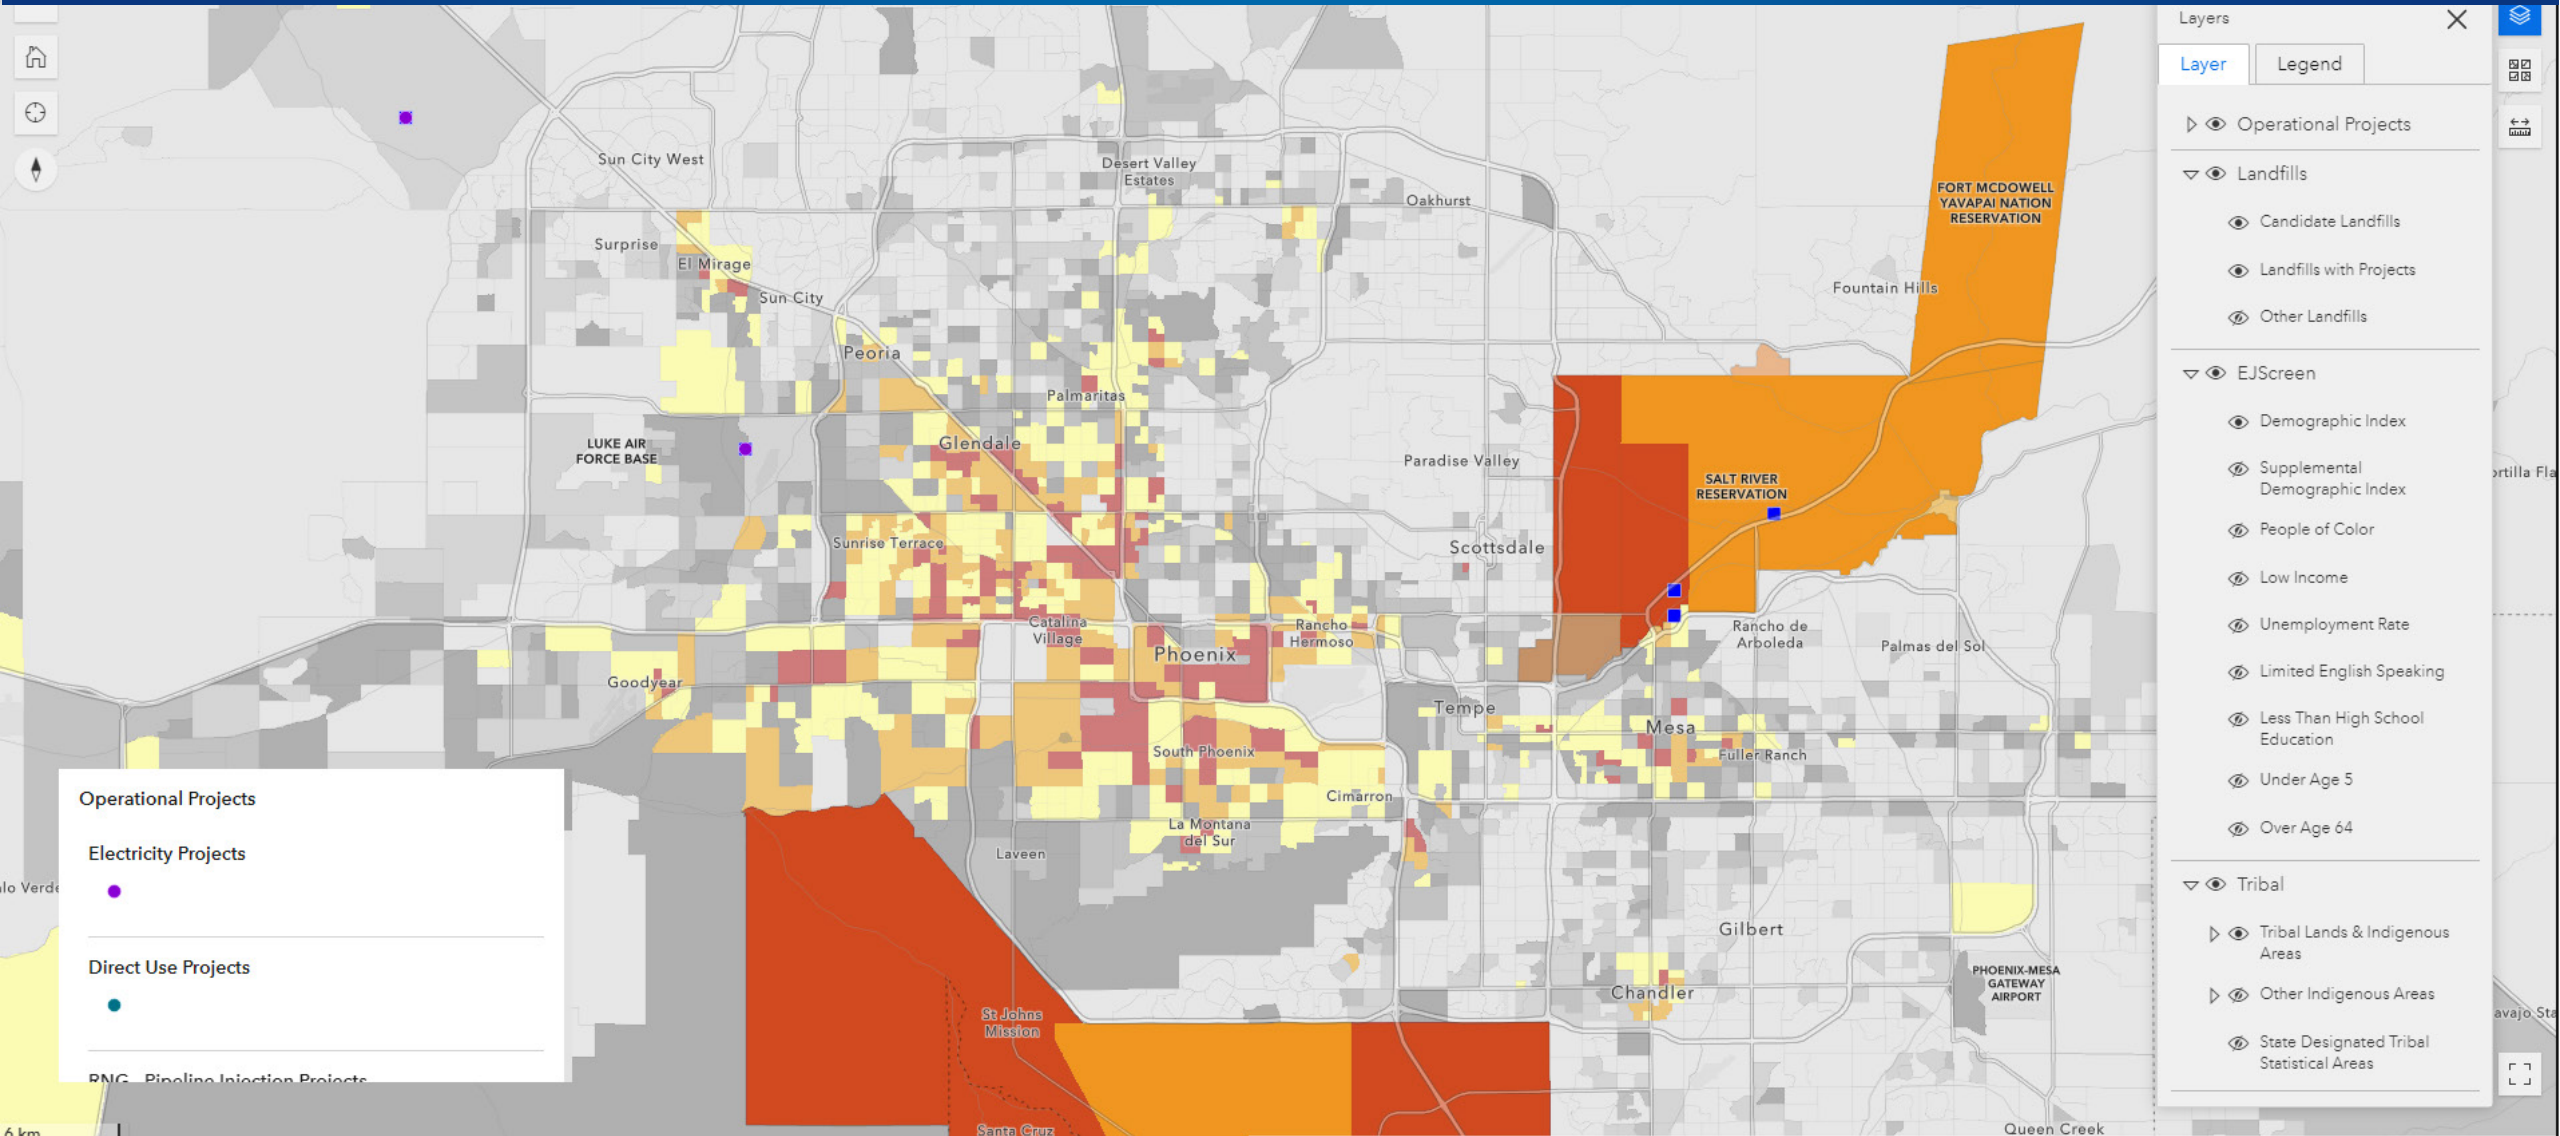 Layers
Layer
Legend
Operational Projects
Landfills
Candidate Landfills
Landfills with Projects
Other Landfills
EJScreen
Demographic Index
Supplemental
Demographic Index
People of Color
Low Income
Unemployment Rate
Limited English Speaking
Less Than High School
Education
Under Age 5
Over Age 64
Tribal
Tribal Lands & Indigenous
Areas
Other Indigenous Areas
State Designated Tribal
Statistical Areas
Sun City West
Desert Valley
Estates
Oakhurst
FORT MCDOWELL
YAVAPAI NATION
RESERVATION
Surprise
El Mirage
Sun City
Fountain Hills
Peoria
Palmaritas
LUKE AIR
FORCE BASE
Glendale
Paradise Valley
SALT RIVER
RESERVATION
Sunrise Terrace
Scottsdale
Catalina
Village
Phoenix
Rancho
Hermoso
Rancho de
Arboleda
Palmas del Sol
Goodyear
Tempe
Mesa
South Phoenix
Fuller Ranch
Cimarron
La Montana
del Sur
Laveen
Gilbert
PHOENIX-MESA
GATEWAY
AIRPORT
Chandler
St Johns
Mission
Santa Cruz
Queen Creek
Operational Projects
Electricity Projects
Direct Use Projects
RNG Pipeline Injection Projects
6 km